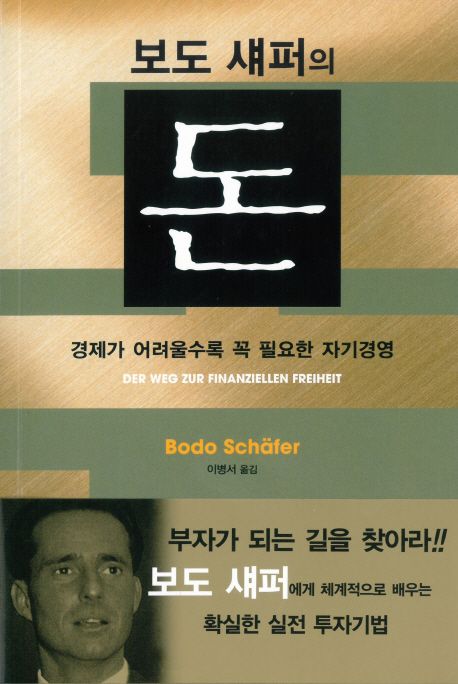 보도 섀퍼의
돈
경제가 어려울수록 꼭 필요한 자기경영
DER WEG ZUR FINANZIELLEN FREIHEIT
Bodo Schäfer
이병서 옮김
부자가 되는 길을 찾아라!!
보도 섀퍼에게 체계적으로 배우는
확실한 실전 투자기법